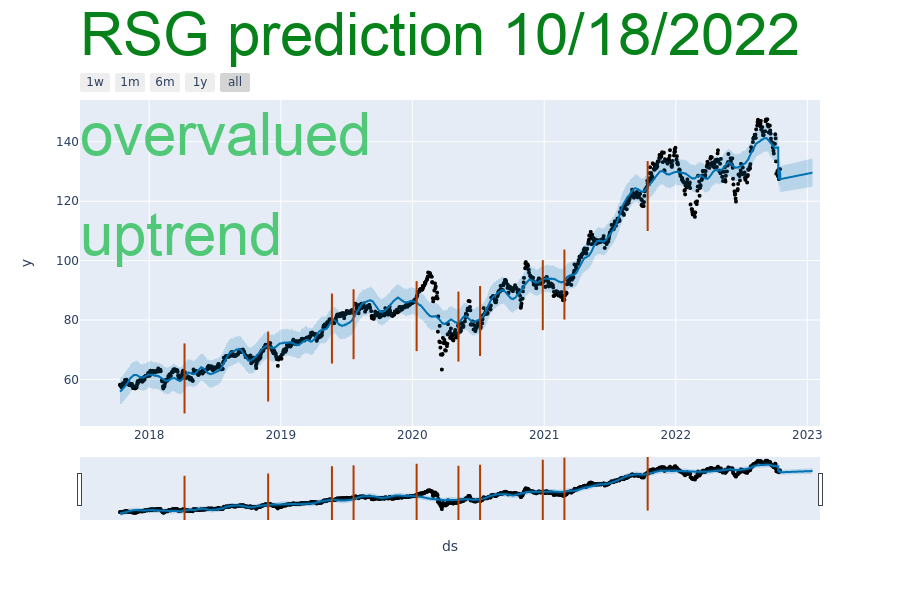 RSG prediction 10/18/2022
1w 1m 6m 1y all
overvalued
uptrend
140
120
100
80
60
y
2018 2019 2020 2021 2022 2023
ds